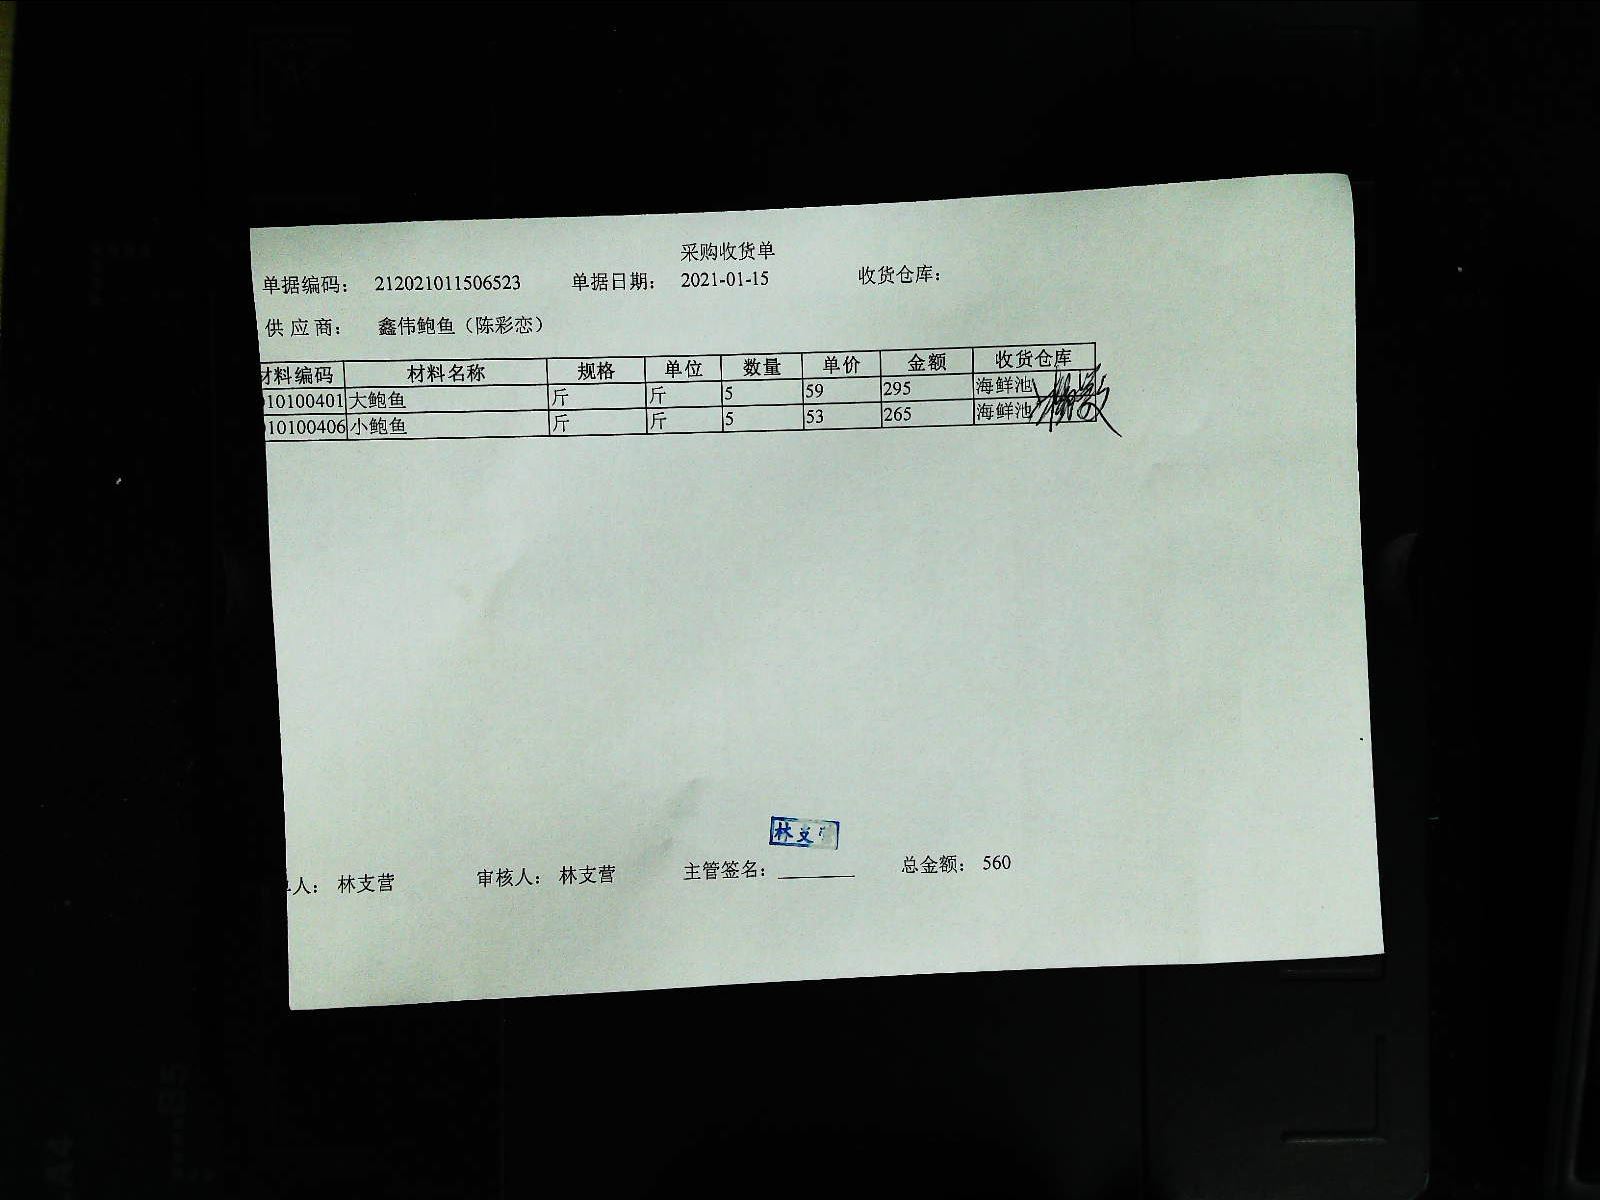 采购收货单
单据编码： 212021011506523 单据日期： 2021-01-15 收货仓库：
供应商： 鑫伟鲍鱼（陈彩恋）
材料编码 材料名称 规格 单位 数量 单价 金额 收货仓库
10100401 大鲍鱼 斤 斤 5 59 295 海鲜池
10100406 小鲍鱼 斤 斤 5 53 265 海鲜池
林支
人： 林支营 审核人： 林支营 主管签名： 总金额： 560